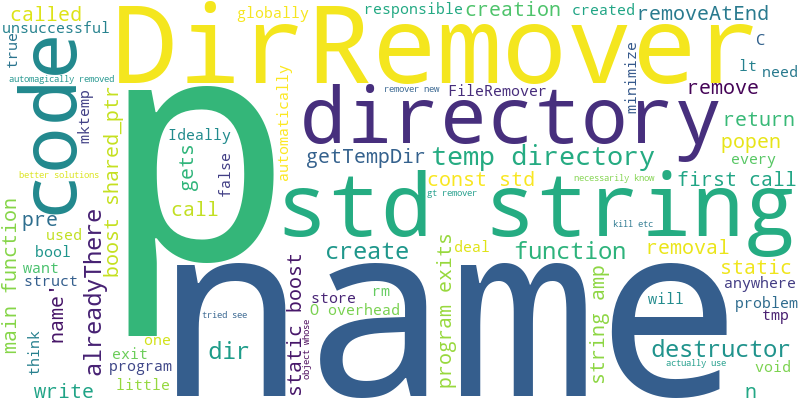 called
globally
responsible
creation
created
removeAtEnd
unsuccessful
DirRemover
true
C
code
automagically removed
remover new
FileRemover
minimize
lt
need
remove
mktemp
boost shared_ptr
p
automatically
directory
return
Ideally
getTempDir
temp directory
popen
gets
false
every
better solutions
const std
necessarily know
first call
call
gt remover
pre
std string
used
kill etc
main function
bool
alreadyThere
create
deal
function
removal
want
static boost
name
program exits
static
struct
name'
store
rm
will
anywhere
tried see
O overhead
string amp
problem
tmp
think
one
dir
object whose
destructor
exit
program
actually use
void
little
write
n